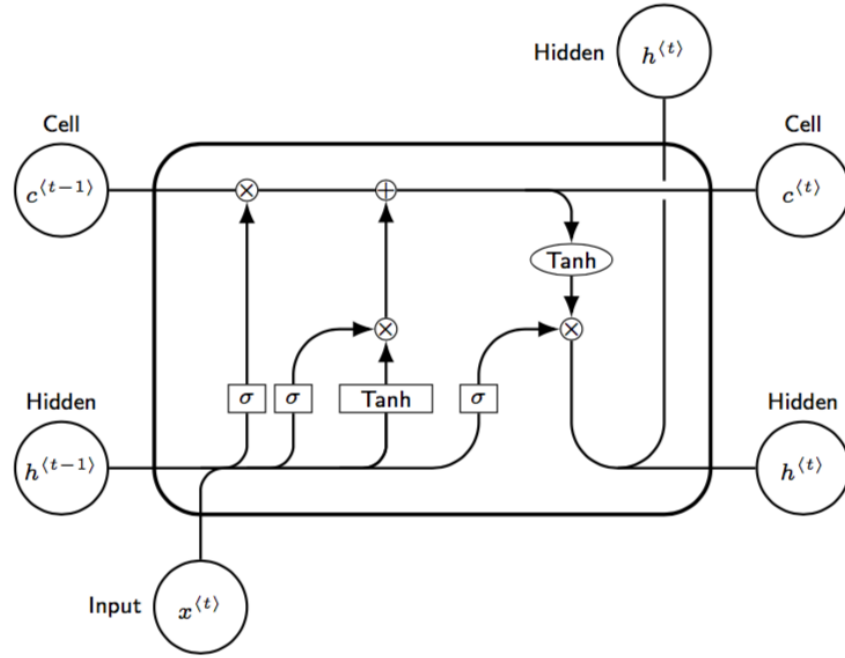 Hidden
h⟨t⟩
Cell
c⟨t−1⟩
Cell
c⟨t⟩
Tanh
σ
σ
Tanh
σ
Hidden
h⟨t−1⟩
Hidden
h⟨t⟩
Input
x⟨t⟩